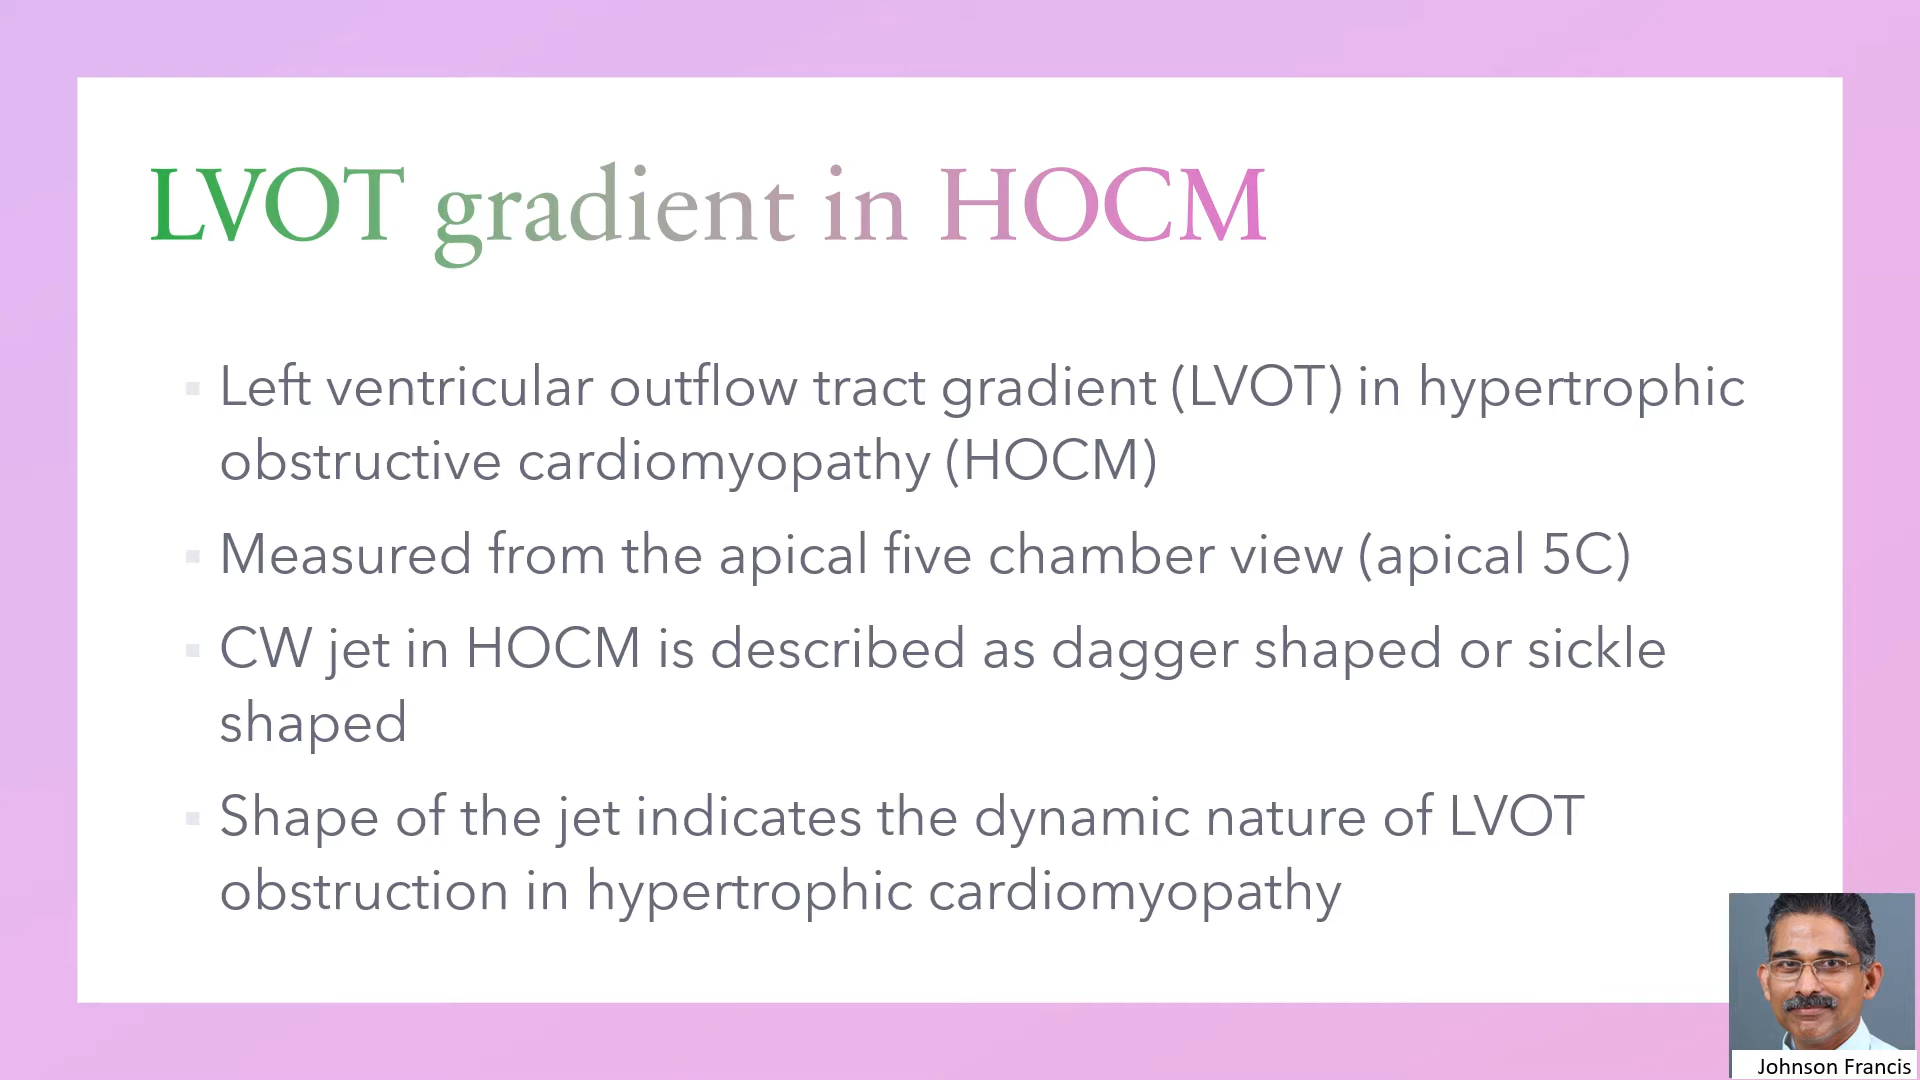 LVOT gradient in HOCM
Left ventricular outflow tract gradient (LVOT) in hypertrophic
obstructive cardiomyopathy (HOCM)
Measured from the apical five chamber view (apical 5C)
CW jet in HOCM is described as dagger shaped or sickle
shaped
Shape of the jet indicates the dynamic nature of LVOT
obstruction in hypertrophic cardiomyopathy
Johnson Francis